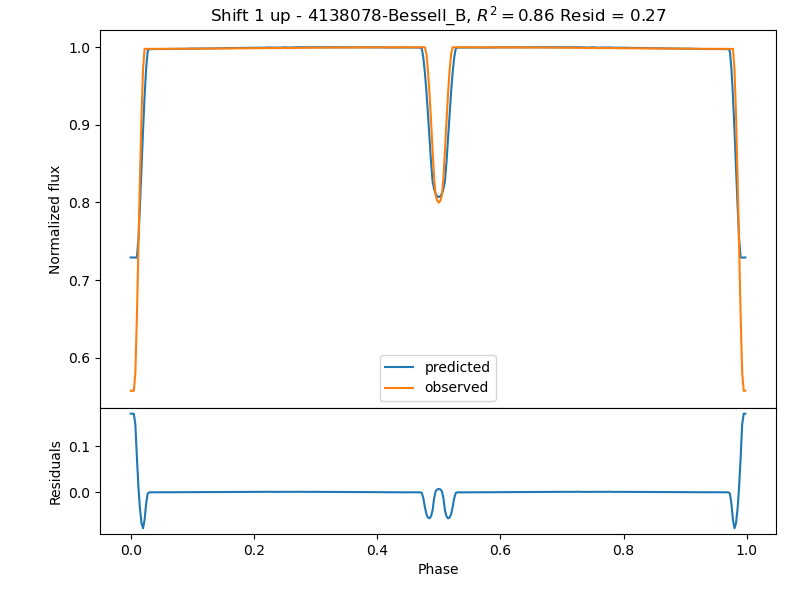 Shift 1 up - 4138078-Bessell_B, R² = 0.86 Resid = 0.27
Normalized flux
1.0
0.9
0.8
0.7
0.6
predicted
observed
Residuals
0.1
0.0
0.0 0.2 0.4 0.6 0.8 1.0
Phase